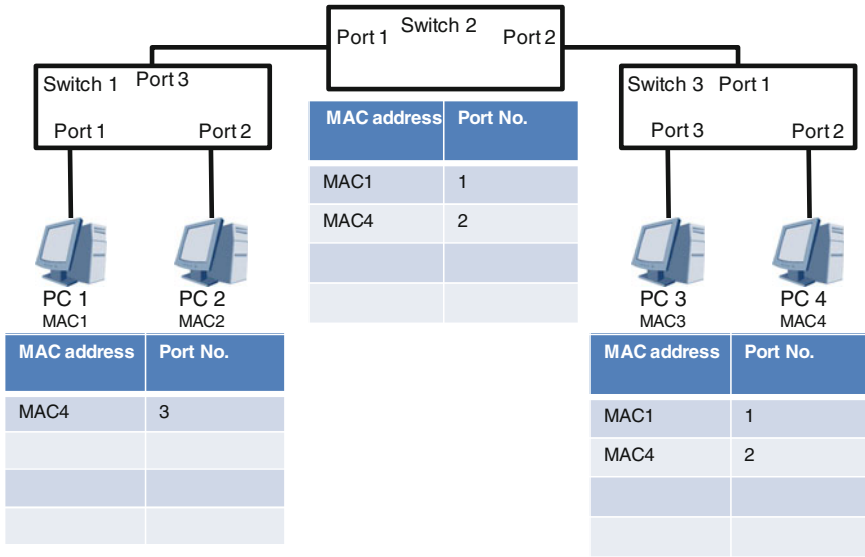 Switch 2
Port 1
Port 2
Switch 1
Port 3
Port 1
Port 2
Switch 3
Port 1
Port 3
Port 2
MAC address Port No.
MAC1 1
MAC4 2
PC 1
MAC1
PC 2
MAC2
PC 3
MAC3
PC 4
MAC4
MAC address Port No.
MAC4 3
MAC address Port No.
MAC1 1
MAC4 2